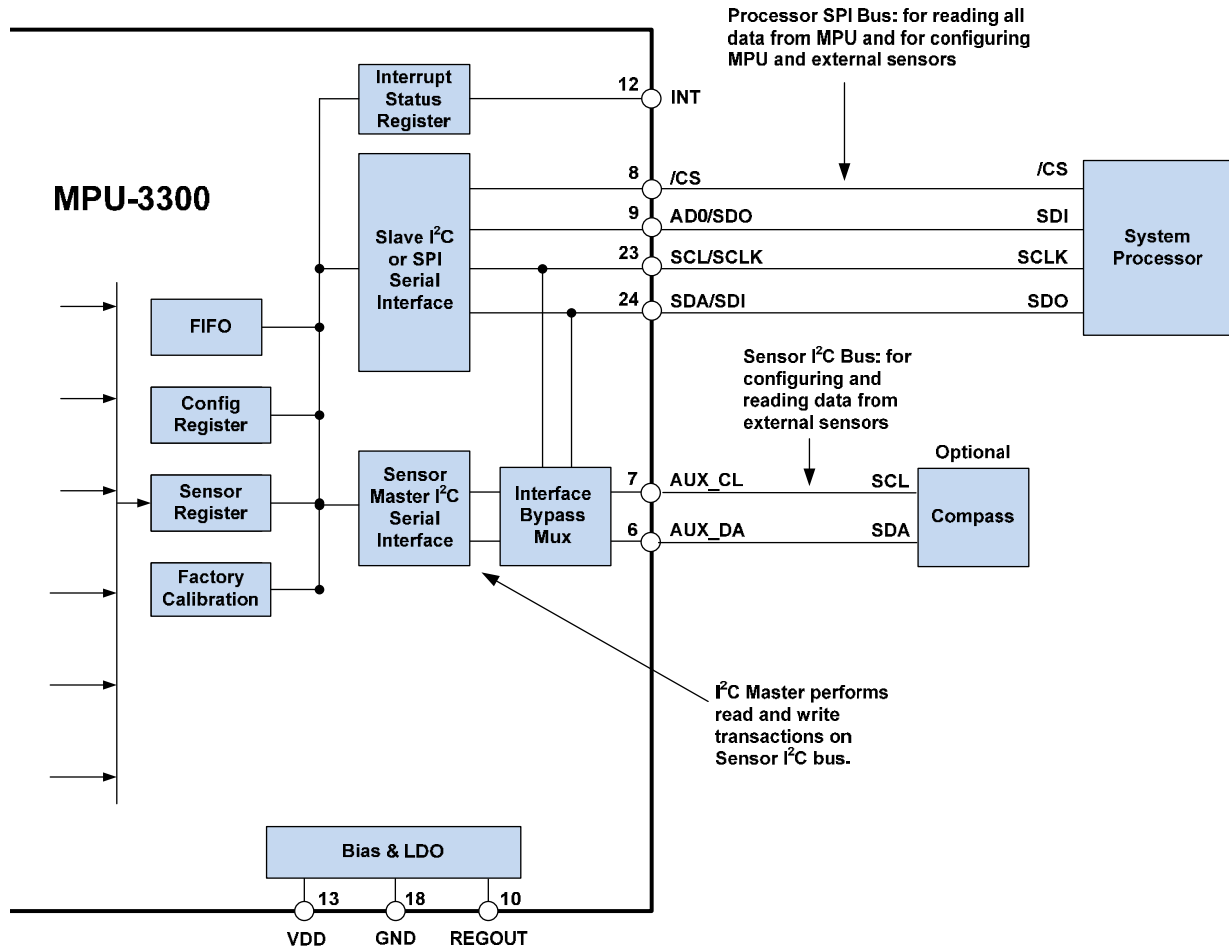 Processor SPI Bus: for reading all
data from MPU and for configuring
MPU and external sensors
Interrupt
Status
Register
12
INT
MPU-3300
Slave I²C
or SPI
Serial
Interface
8
/CS
/CS
9
AD0/SDO
SDI
23
SCL/SCLK
SCLK
24
SDA/SDI
SDO
System
Processor
FIFO
Config
Register
Sensor
Register
Factory
Calibration
Sensor I²C Bus: for
configuring and
reading data from
external sensors
Sensor
Master I²C
Serial
Interface
Interface
Bypass
Mux
7
AUX_CL
SCL
6
AUX_DA
SDA
Optional
Compass
I²C Master performs
read and write
transactions on
Sensor I²C bus.
Bias & LDO
13
18
10
VDD
GND
REGOUT